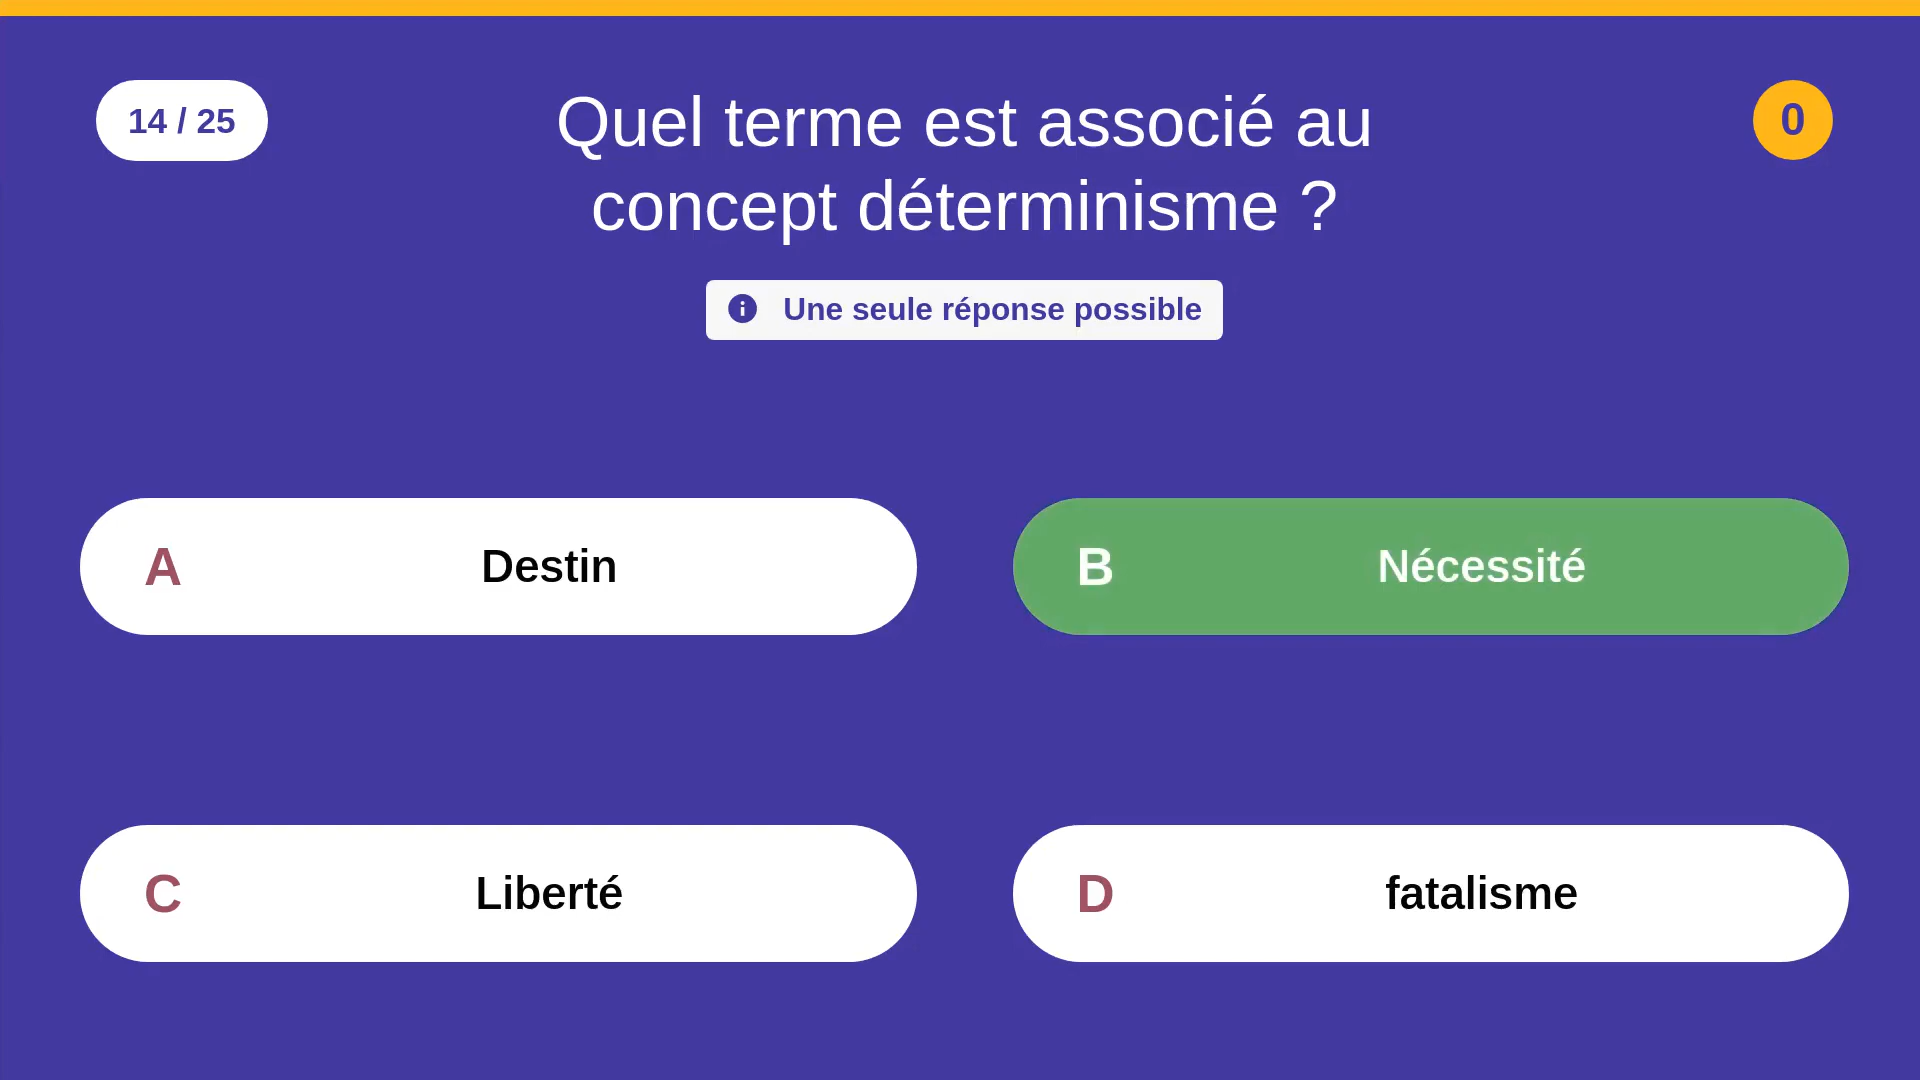 14 / 25
Quel terme est associé au
concept déterminisme ?
0
Une seule réponse possible
A Destin
B Nécessité
C Liberté
D fatalisme